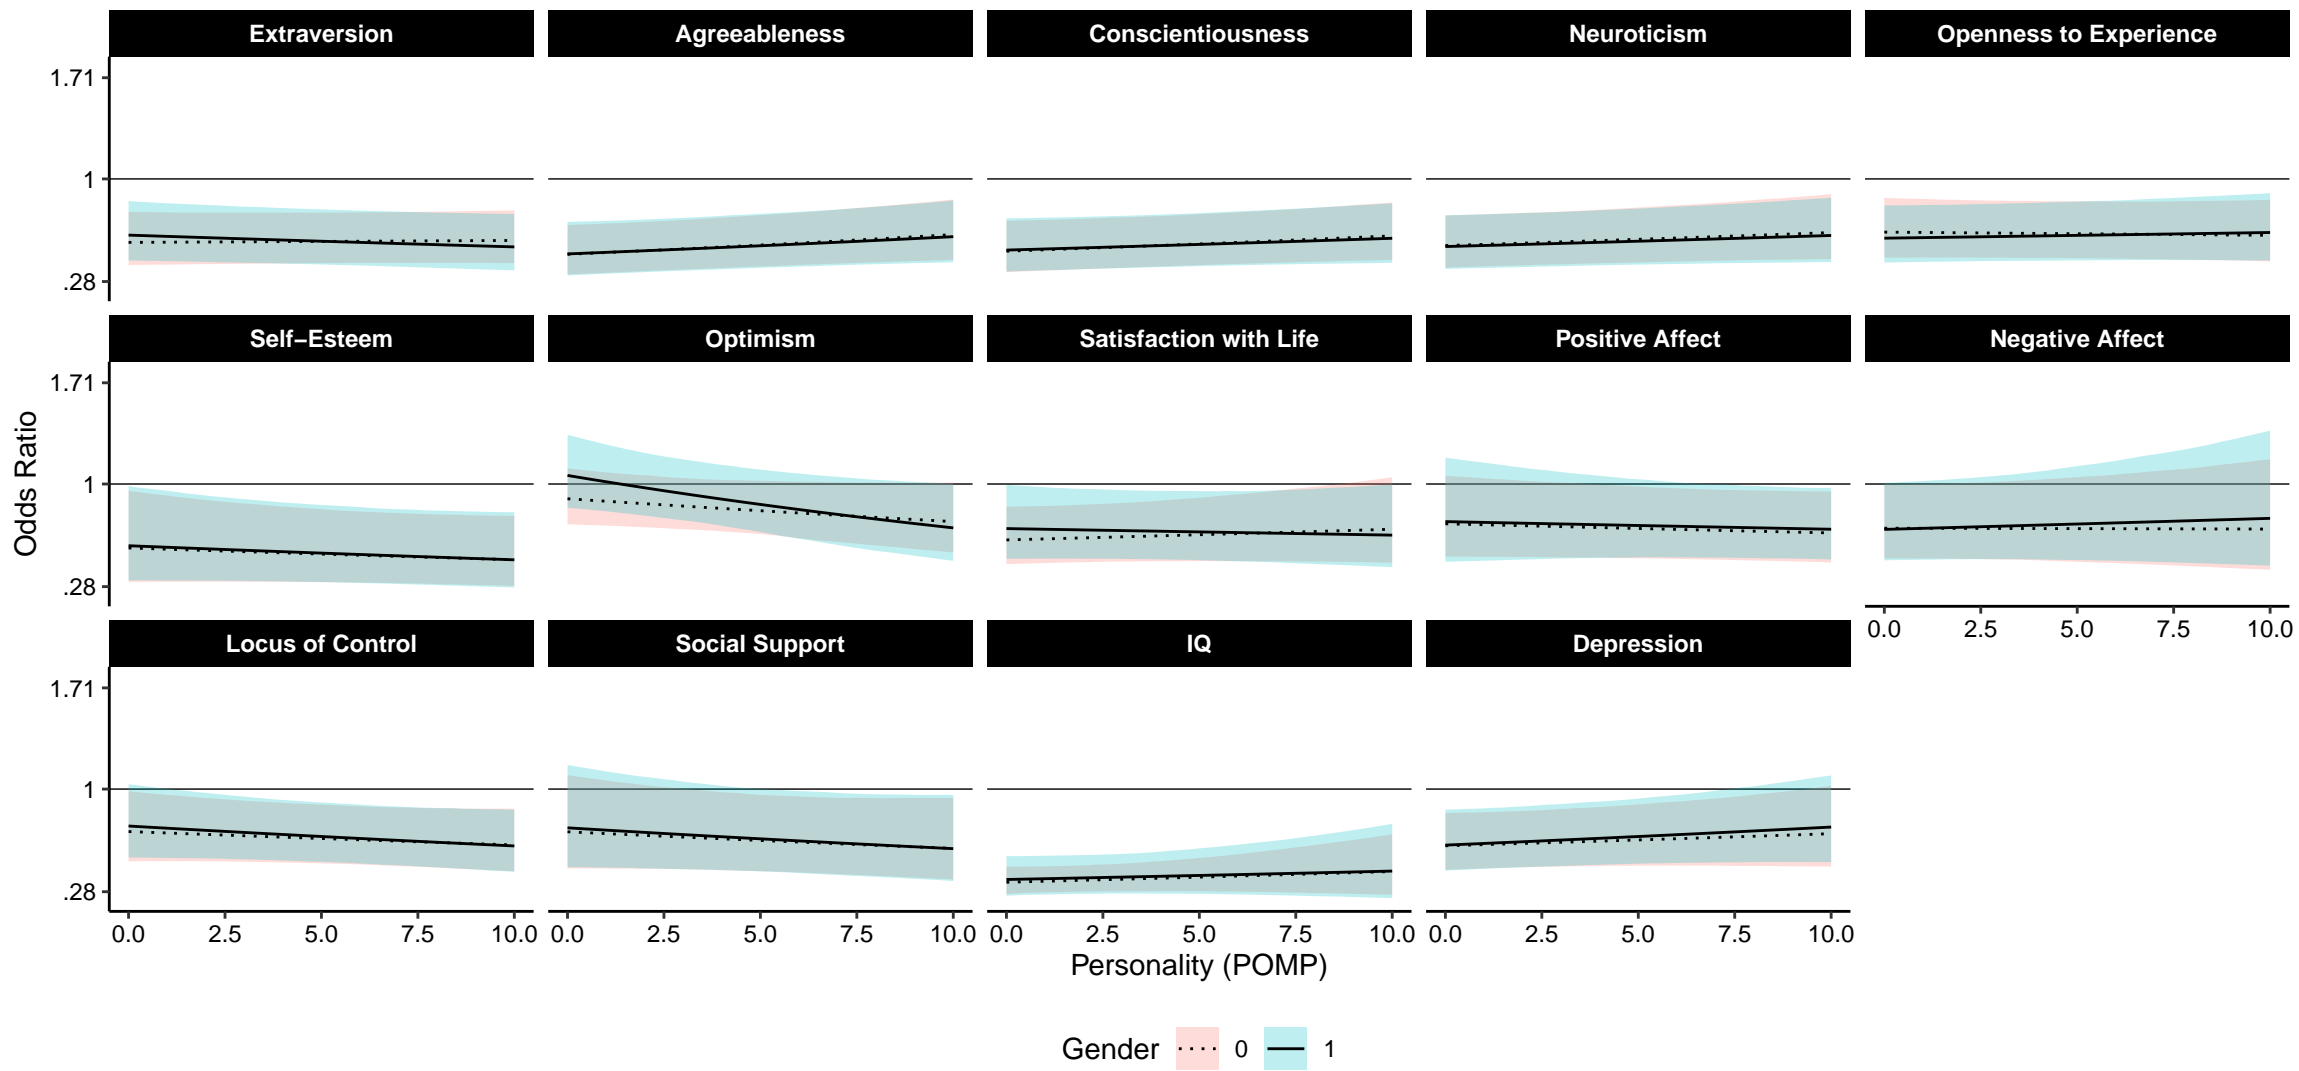 Extraversion Agreeableness Conscientiousness Neuroticism Openness to Experience
1.71
1
.28
Self−Esteem Optimism Satisfaction with Life Positive Affect Negative Affect
1.71
1
.28
0.0 2.5 5.0 7.5 10.0
Locus of Control Social Support IQ Depression
1.71
1
.28
0.0 2.5 5.0 7.5 10.0 0.0 2.5 5.0 7.5 10.0 0.0 2.5 5.0 7.5 10.0 0.0 2.5 5.0 7.5 10.0
Odds Ratio
Personality (POMP)
Gender 0 1